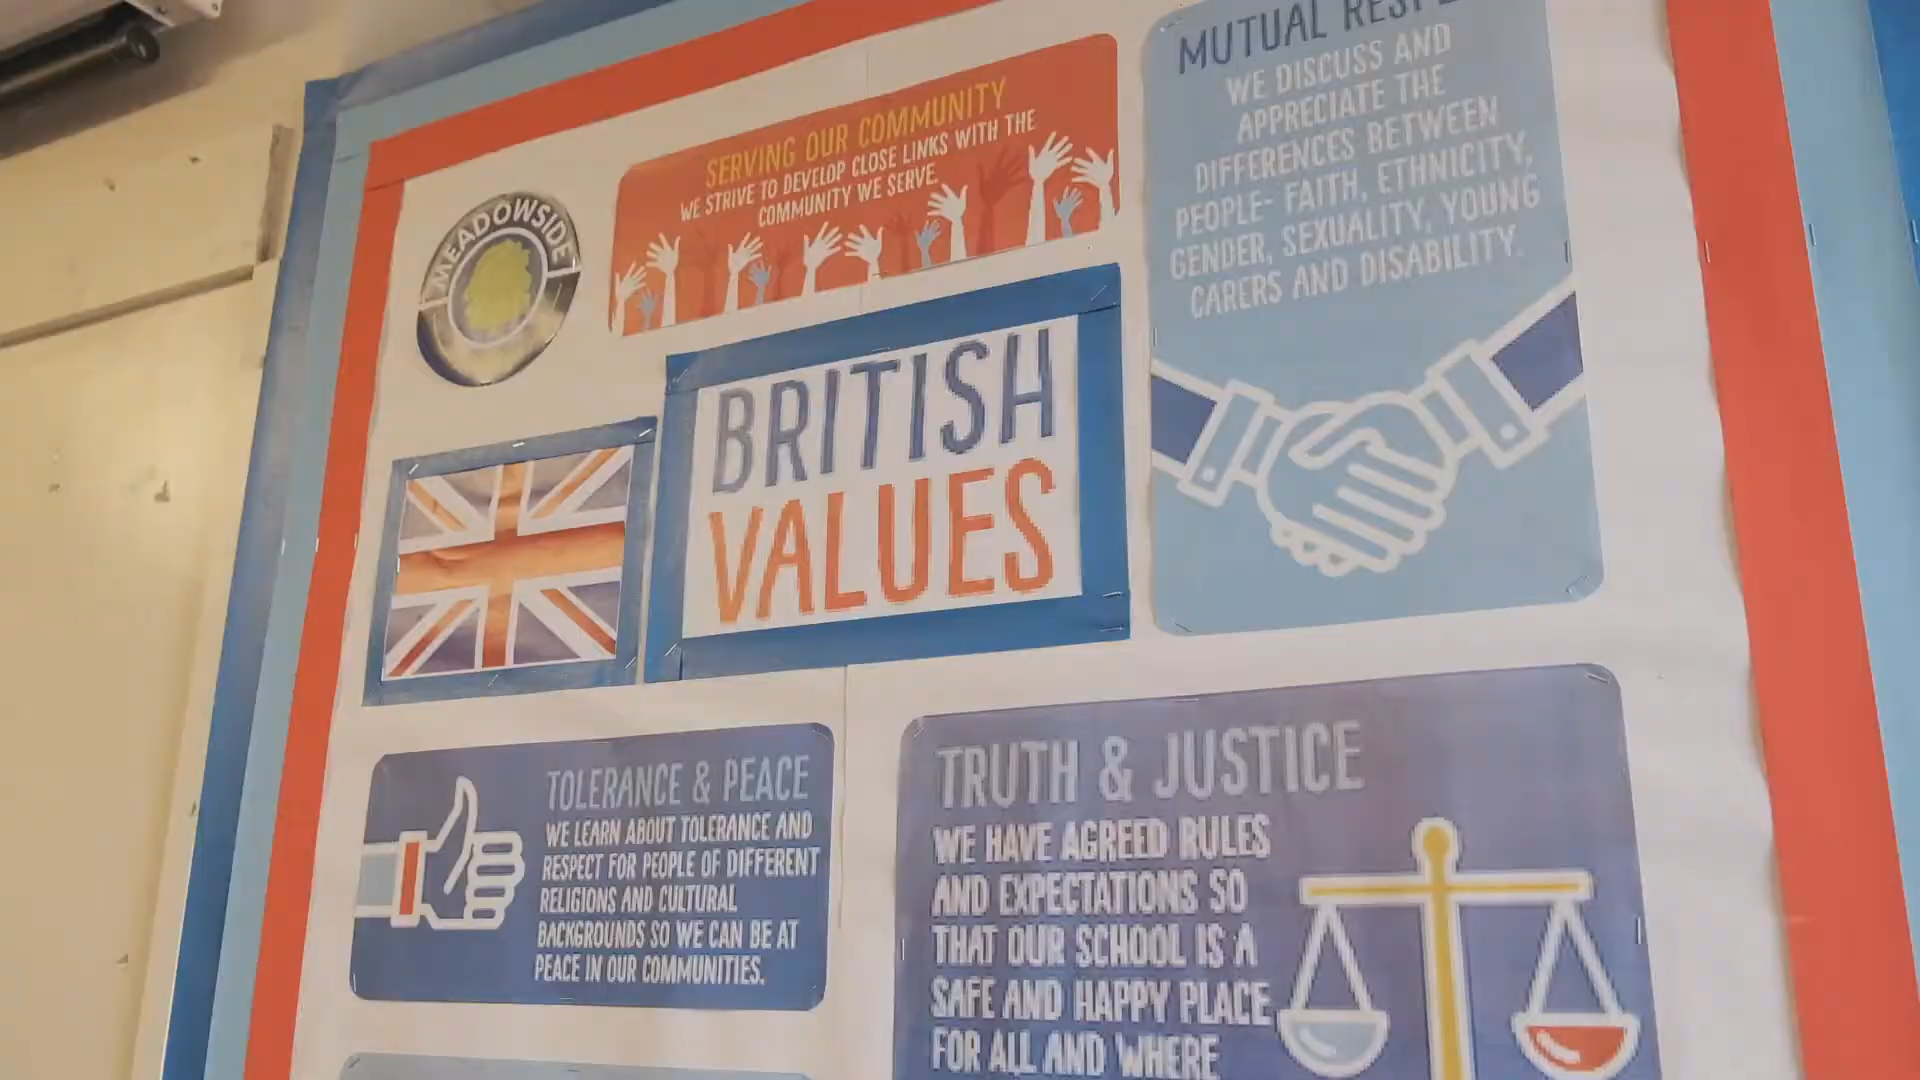 MEADOWSIDE
SERVING OUR COMMUNITY
WE STRIVE TO DEVELOP CLOSE LINKS WITH THE
COMMUNITY WE SERVE.
MUTUAL
WE DISCUSS AND
APPRECIATE THE
DIFFERENCES BETWEEN
PEOPLE- FAITH, ETHNICITY,
GENDER, SEXUALITY, YOUNG
CARERS AND DISABILITY.
BRITISH
VALUES
TOLERANCE & PEACE
WE LEARN ABOUT TOLERANCE AND
RESPECT FOR PEOPLE OF DIFFERENT
RELIGIONS AND CULTURAL
BACKGROUNDS SO WE CAN BE AT
PEACE IN OUR COMMUNITIES.
TRUTH & JUSTICE
WE HAVE AGREED RULES
AND EXPECTATIONS SO
THAT OUR SCHOOL IS A
SAFE AND HAPPY PLACE
FOR ALL AND WHERE